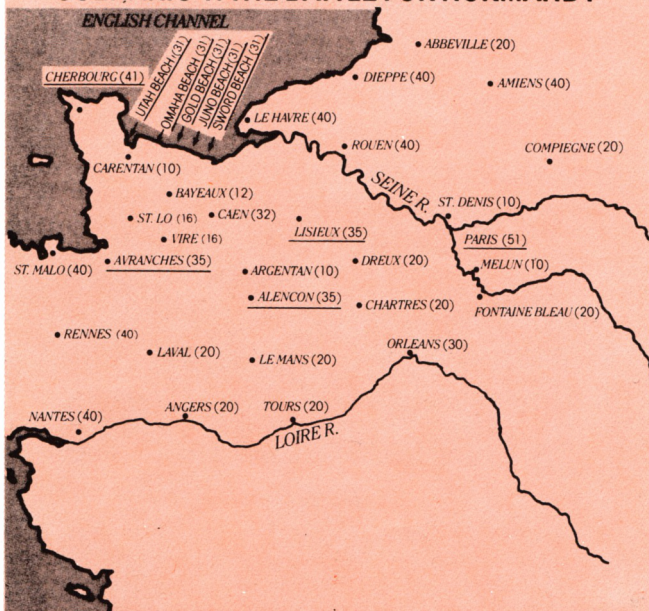 ENGLISH CHANNEL
ABBEVILLE (20)
CHERBOURG (41)
UTAH BEACH (31)
OMAHA BEACH (31)
GOLD BEACH (31)
JUNO BEACH (31)
SWORD BEACH (31)
DIEPPE (40)
AMIENS (40)
LE HAVRE (40)
ROUEN (40)
COMPIEGNE (20)
CARENTAN (10)
SEINE R.
BAYEAUX (12)
ST. DENIS (10)
ST. LO (16)
CAEN (32)
LISIEUX (35)
VIRE (16)
PARIS (51)
ST. MALO (40)
AVRANCHES (35)
ARGENTAN (10)
DREUX (20)
MELUN (10)
ALENCON (35)
CHARTRES (20)
FONTAINE BLEAU (20)
RENNES (40)
LAVAL (20)
LE MANS (20)
ORLEANS (30)
NANTES (40)
ANGERS (20)
TOURS (20)
LOIRE R.